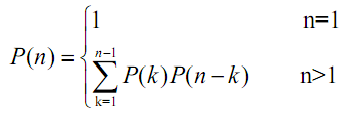 1 n=1
P(n) = {
n-1
∑ P(k)P(n-k) n>1
k=1